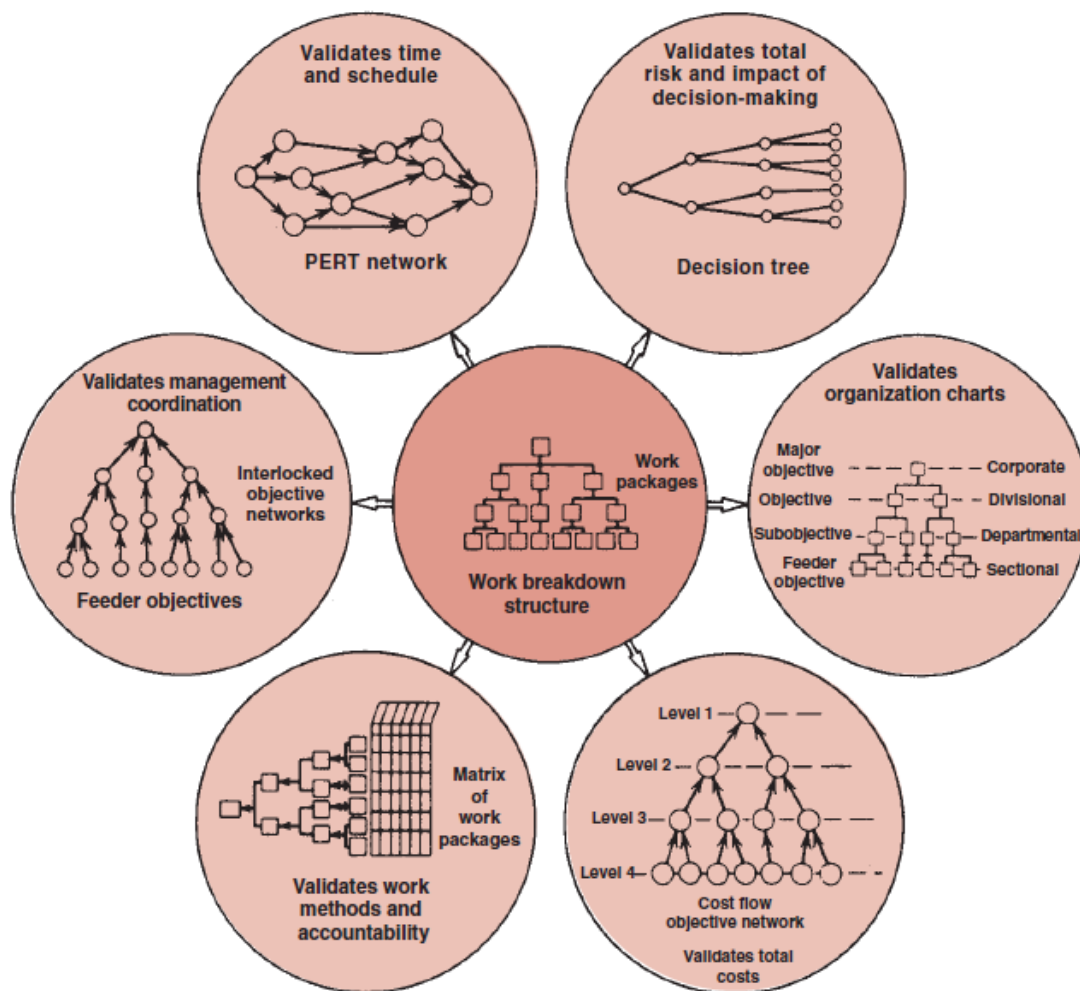 Validates time
and schedule
PERT network
Validates total
risk and impact of
decision-making
Decision tree
Validates management
coordination
Interlocked
objective
networks
Feeder objectives
Work
packages
Work breakdown
structure
Validates
organization charts
Major
objective
Corporate
Objective
Divisional
Subobjective
Departmental
Feeder
objective
Sectional
Matrix
of
work
packages
Validates work
methods and
accountability
Level 1
Level 2
Level 3
Level 4
Cost flow
objective network
Validates total
costs